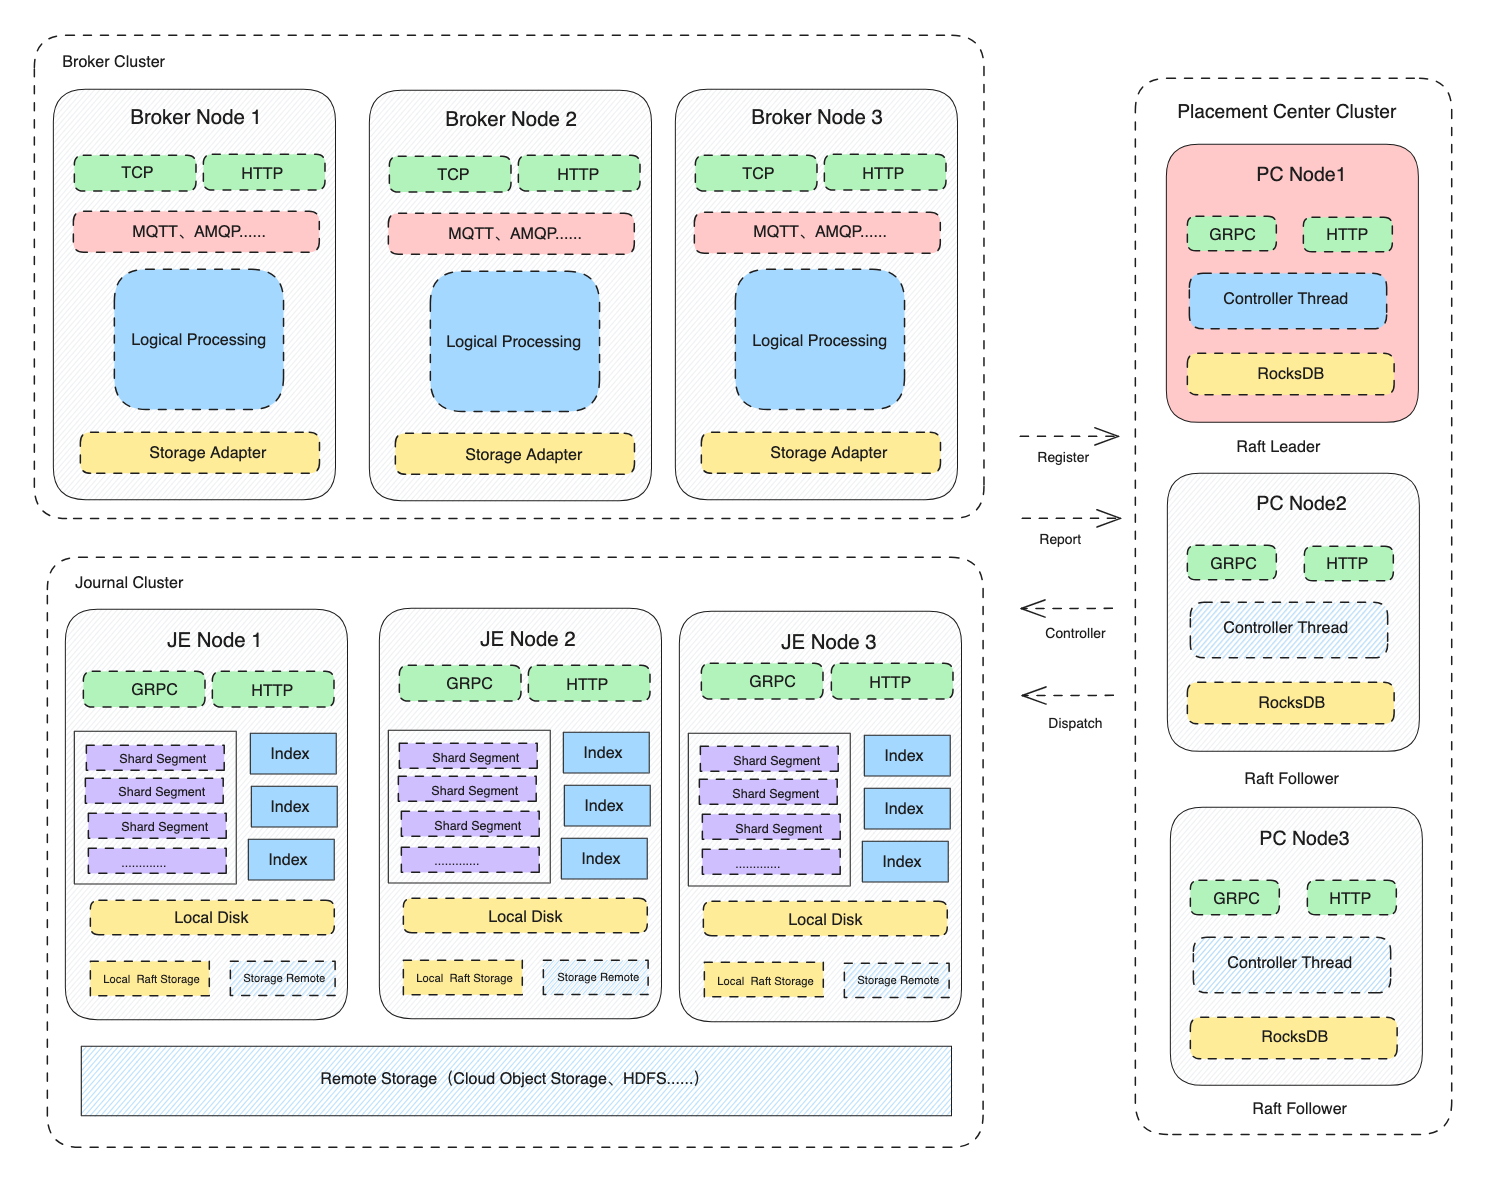 Broker Cluster
Broker Node 1
TCP
HTTP
MQTT、AMQP......
Logical Processing
Storage Adapter
Broker Node 2
TCP
HTTP
MQTT、AMQP......
Logical Processing
Storage Adapter
Broker Node 3
TCP
HTTP
MQTT、AMQP......
Logical Processing
Storage Adapter
Journal Cluster
JE Node 1
GRPC
HTTP
Shard Segment
Shard Segment
Shard Segment
.............
Index
Index
Index
Local Disk
Local  Raft Storage
Storage Remote
JE Node 2
GRPC
HTTP
Shard Segment
Shard Segment
Shard Segment
.............
Index
Index
Index
Local Disk
Local  Raft Storage
Storage Remote
JE Node 3
GRPC
HTTP
Shard Segment
Shard Segment
Shard Segment
.............
Index
Index
Index
Local Disk
Local  Raft Storage
Storage Remote
Remote Storage（Cloud Object Storage、HDFS......）
Register
Report
Controller
Dispatch
Placement Center Cluster
PC Node1
GRPC
HTTP
Controller Thread
RocksDB
Raft Leader
PC Node2
GRPC
HTTP
Controller Thread
RocksDB
Raft Follower
PC Node3
GRPC
HTTP
Controller Thread
RocksDB
Raft Follower